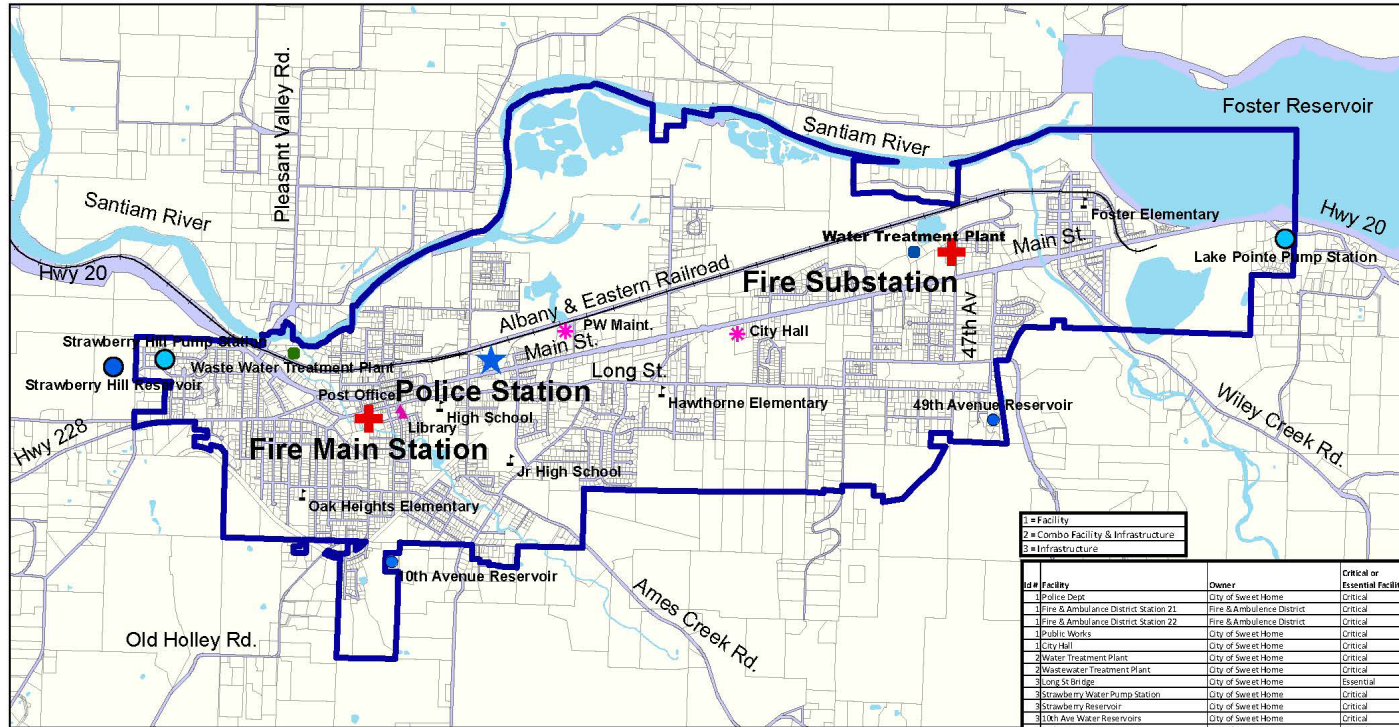 Foster Reservoir
Pleasant Valley Rd.
Santiam River
Santiam River
Hwy 20
Foster Elementary
Water Treatment Plant
Main St.
Lake Pointe Pump Station
Hwy 20
Albany & Eastern Railroad
Fire Substation
PW Maint.
City Hall
Main St.
47th Av
Strawberry Hill Pump Station
Waste Water Treatment Plant
Strawberry Hill Reservoir
Long St.
Post Office
Police Station
High School
Hawthorne Elementary
49th Avenue Reservoir
Wiley Creek Rd.
Library
Hwy 228
Fire Main Station
Jr High School
Oak Heights Elementary
10th Avenue Reservoir
Ames Creek Rd.
Old Holley Rd.
1 = Facility
2 = Combo Facility & Infrastructure
3 = Infrastructure
Id # Facility Owner Critical or Essential Facilit
1 Police Dept City of Sweet Home Critical
1 Fire & Ambulance District Station 21 Fire & Ambulence District Critical
1 Fire & Ambulance District Station 22 Fire & Ambulence District Critical
1 Public Works City of Sweet Home Critical
1 City Hall City of Sweet Home Critical
2 Water Treatment Plant City of Sweet Home Critical
2 Wastewater Treatment Plant City of Sweet Home Critical
3 Long St Bridge City of Sweet Home Essential
3 Strawberry Water Pump Station City of Sweet Home Critical
3 Strawberry Reservoir City of Sweet Home Critical
3 10th Ave Water Reservoirs City of Sweet Home Critical